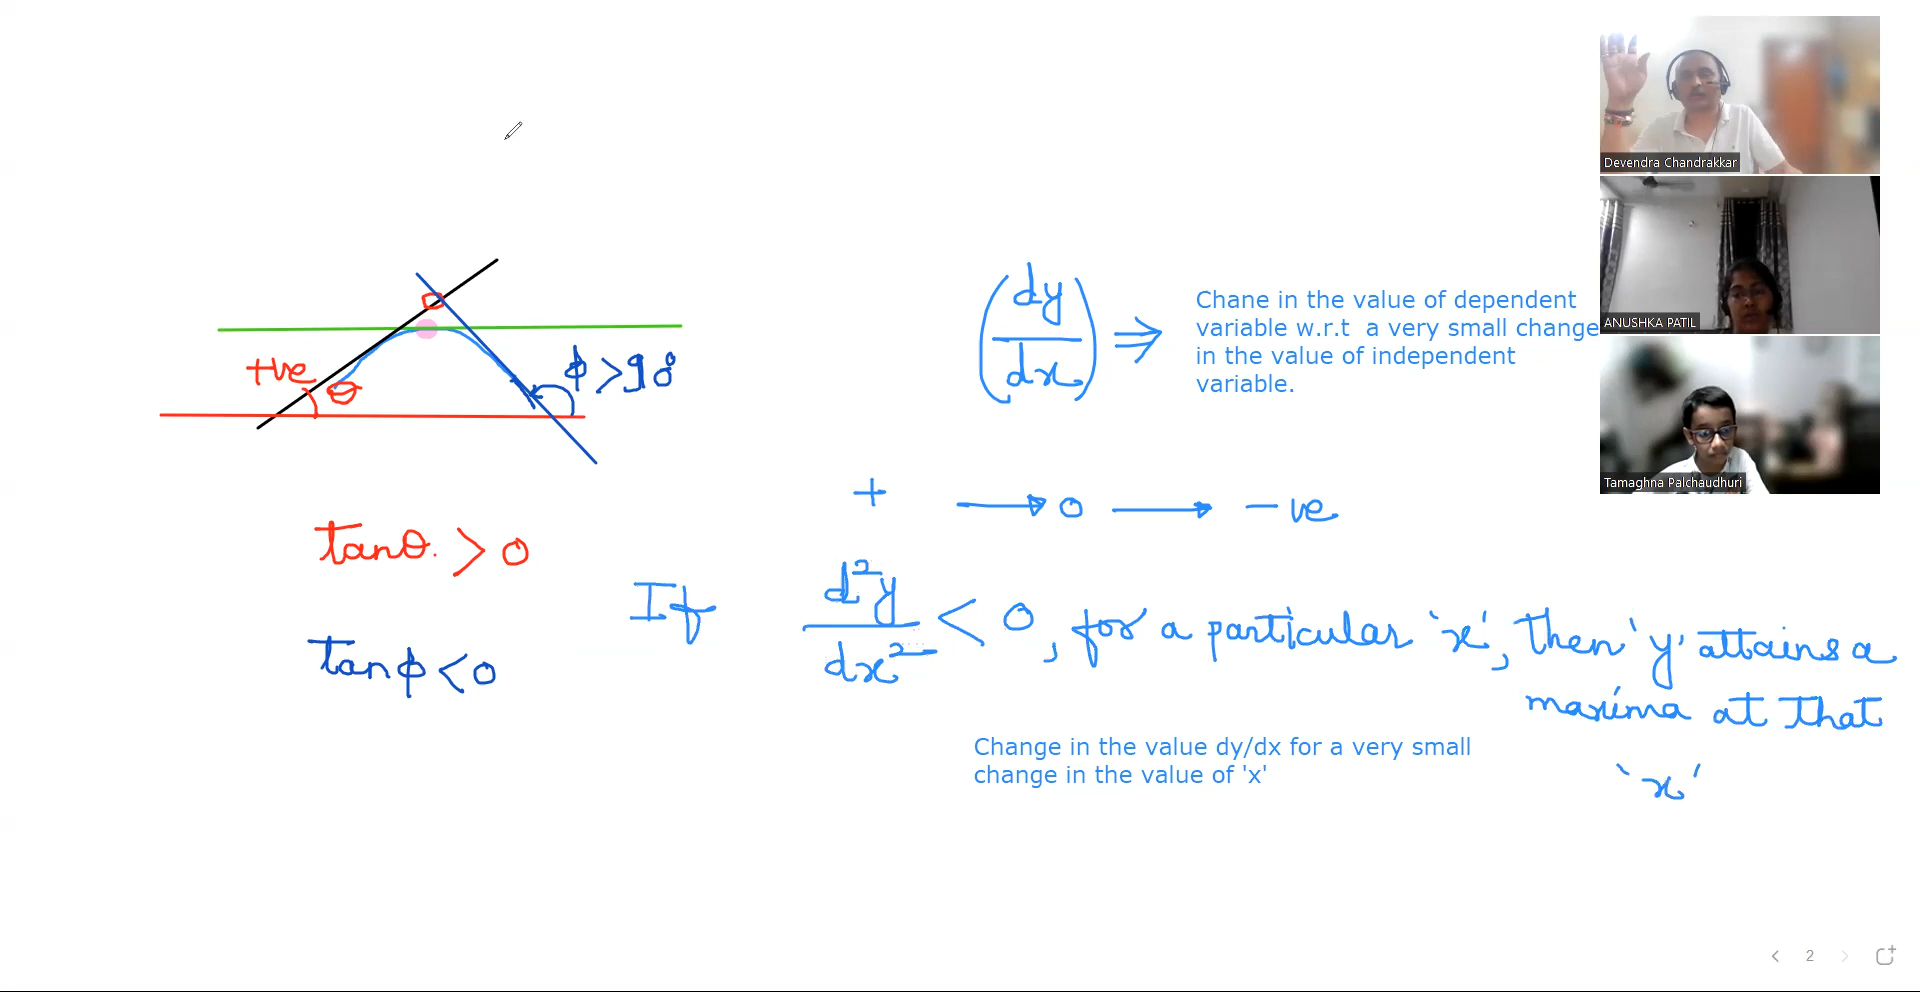 +ve
θ
0
ϕ > 90°
tanθ. > 0
tanϕ < 0
(dy/dx) ⇒
Chane in the value of dependent
variable w.r.t a very small change
in the value of independent
variable.
+ → 0 → -ve
If d²y/dx² < 0, for a particular 'x', then 'y' attains a
maxima at that
'x'
Change in the value dy/dx for a very small
change in the value of 'x'
Devendra Chandrakkar
ANUSHKA PATIL
Tamaghna Palchaudhuri
2